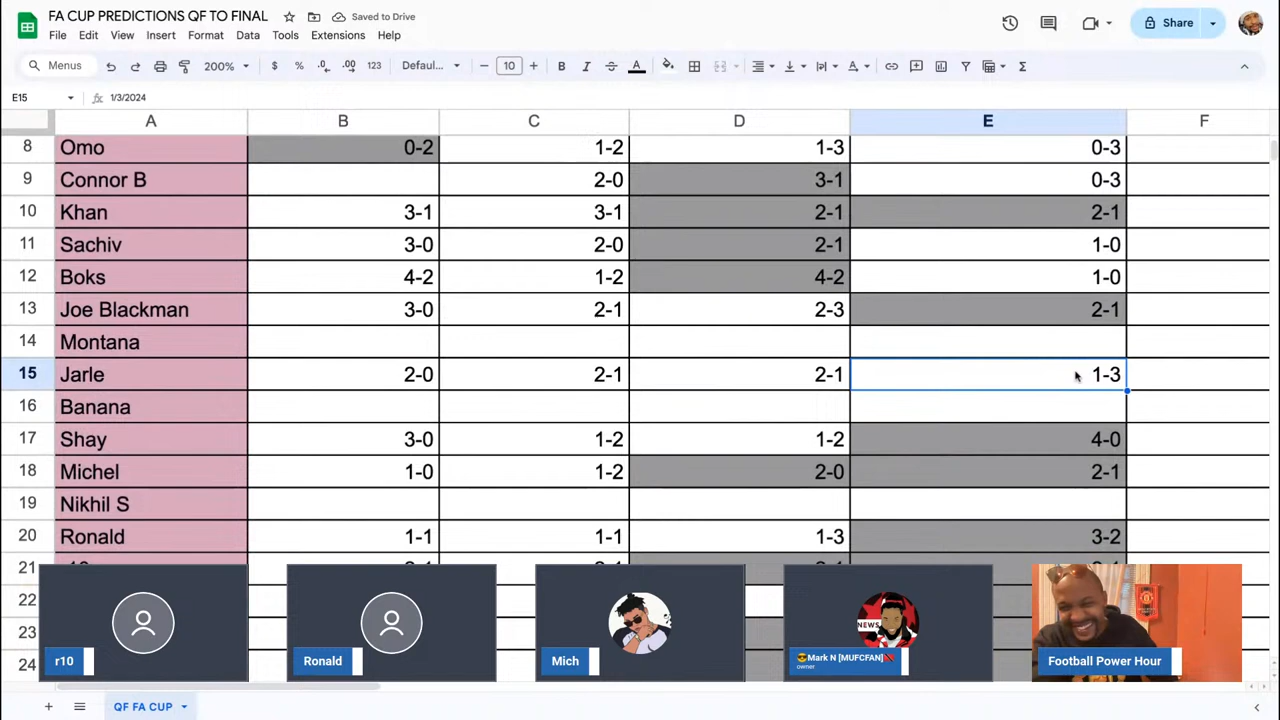 FA CUP PREDICTIONS QF TO FINAL
Saved to Drive
File Edit View Insert Format Data Tools Extensions Help
Share
Menus 200% $ % .0 .00 123 Defaul... 10 B I A Σ
E15 fx 1/3/2024
A B C D E F
8 Omo 0-2 1-2 1-3 0-3
9 Connor B 2-0 3-1 0-3
10 Khan 3-1 3-1 2-1 2-1
11 Sachiv 3-0 2-0 2-1 1-0
12 Boks 4-2 1-2 4-2 1-0
13 Joe Blackman 3-0 2-1 2-3 2-1
14 Montana
15 Jarle 2-0 2-1 2-1 1-3
16 Banana
17 Shay 3-0 1-2 1-2 4-0
18 Michel 1-0 1-2 2-0 2-1
19 Nikhil S
20 Ronald 1-1 1-1 1-3 3-2
21
22
23
24
r10
Ronald
Mich
NEWS
Mark N [MUFCFAN]
owner
Football Power Hour
QF FA CUP